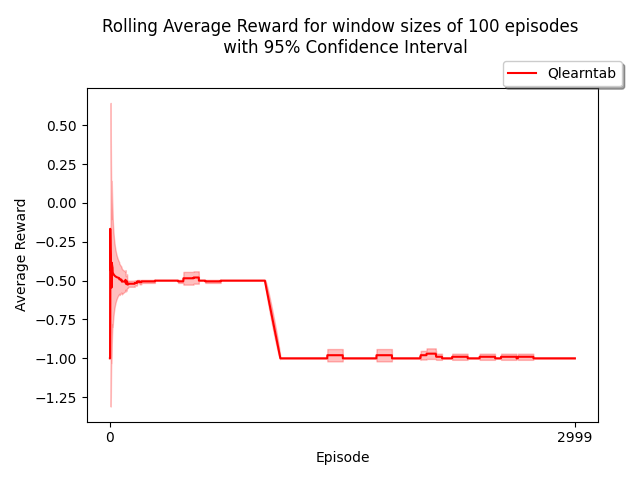 Rolling Average Reward for window sizes of 100 episodes
with 95% Confidence Interval
Qlearntab
0.50
0.25
0.00
−0.25
−0.50
−0.75
−1.00
−1.25
Average Reward
0
2999
Episode